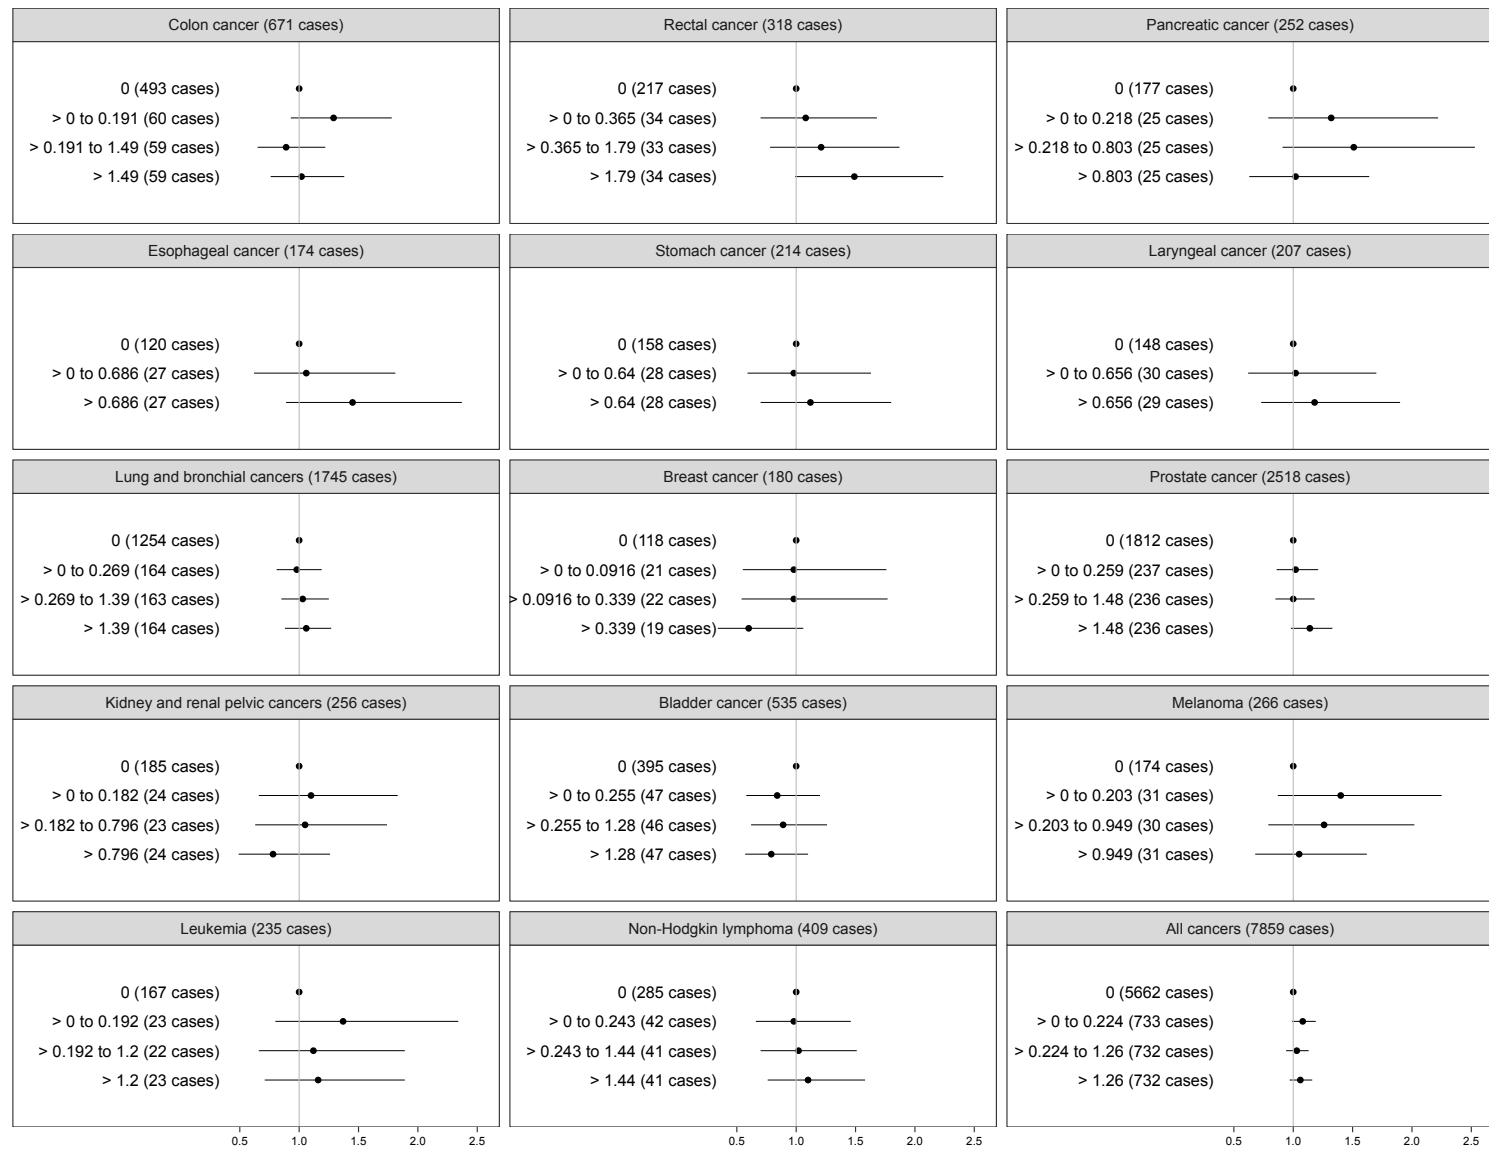 Colon cancer (671 cases)
0 (493 cases)
> 0 to 0.191 (60 cases)
> 0.191 to 1.49 (59 cases)
> 1.49 (59 cases)
Rectal cancer (318 cases)
0 (217 cases)
> 0 to 0.365 (34 cases)
> 0.365 to 1.79 (33 cases)
> 1.79 (34 cases)
Pancreatic cancer (252 cases)
0 (177 cases)
> 0 to 0.218 (25 cases)
> 0.218 to 0.803 (25 cases)
> 0.803 (25 cases)
Esophageal cancer (174 cases)
0 (120 cases)
> 0 to 0.686 (27 cases)
> 0.686 (27 cases)
Stomach cancer (214 cases)
0 (158 cases)
> 0 to 0.64 (28 cases)
> 0.64 (28 cases)
Laryngeal cancer (207 cases)
0 (148 cases)
> 0 to 0.656 (30 cases)
> 0.656 (29 cases)
Lung and bronchial cancers (1745 cases)
0 (1254 cases)
> 0 to 0.269 (164 cases)
> 0.269 to 1.39 (163 cases)
> 1.39 (164 cases)
Breast cancer (180 cases)
0 (118 cases)
> 0 to 0.0916 (21 cases)
> 0.0916 to 0.339 (22 cases)
> 0.339 (19 cases)
Prostate cancer (2518 cases)
0 (1812 cases)
> 0 to 0.259 (237 cases)
> 0.259 to 1.48 (236 cases)
> 1.48 (236 cases)
Kidney and renal pelvic cancers (256 cases)
0 (185 cases)
> 0 to 0.182 (24 cases)
> 0.182 to 0.796 (23 cases)
> 0.796 (24 cases)
Bladder cancer (535 cases)
0 (395 cases)
> 0 to 0.255 (47 cases)
> 0.255 to 1.28 (46 cases)
> 1.28 (47 cases)
Melanoma (266 cases)
0 (174 cases)
> 0 to 0.203 (31 cases)
> 0.203 to 0.949 (30 cases)
> 0.949 (31 cases)
Leukemia (235 cases)
0 (167 cases)
> 0 to 0.192 (23 cases)
> 0.192 to 1.2 (22 cases)
> 1.2 (23 cases)
0.5 1.0 1.5 2.0 2.5
Non-Hodgkin lymphoma (409 cases)
0 (285 cases)
> 0 to 0.243 (42 cases)
> 0.243 to 1.44 (41 cases)
> 1.44 (41 cases)
0.5 1.0 1.5 2.0 2.5
All cancers (7859 cases)
0 (5662 cases)
> 0 to 0.224 (733 cases)
> 0.224 to 1.26 (732 cases)
> 1.26 (732 cases)
0.5 1.0 1.5 2.0 2.5